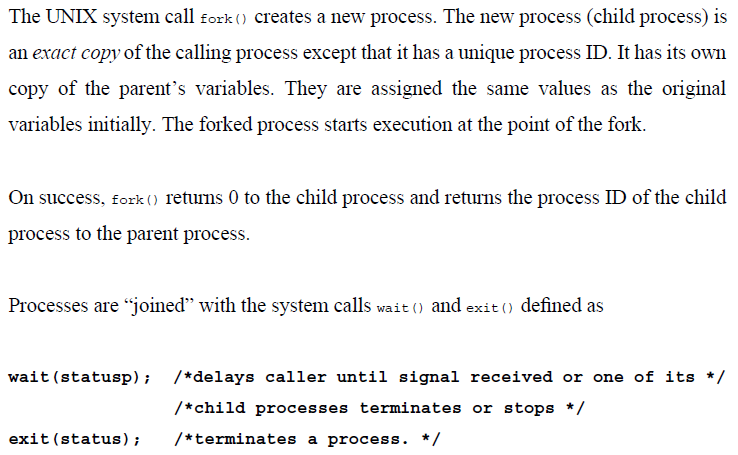 The UNIX system call fork() creates a new process. The new process (child process) is
an exact copy of the calling process except that it has a unique process ID. It has its own
copy of the parent’s variables. They are assigned the same values as the original
variables initially. The forked process starts execution at the point of the fork.
On success, fork() returns 0 to the child process and returns the process ID of the child
process to the parent process.
Processes are “joined” with the system calls wait() and exit() defined as
wait(statusp); /*delays caller until signal received or one of its */
/*child processes terminates or stops */
exit(status); /*terminates a process. */